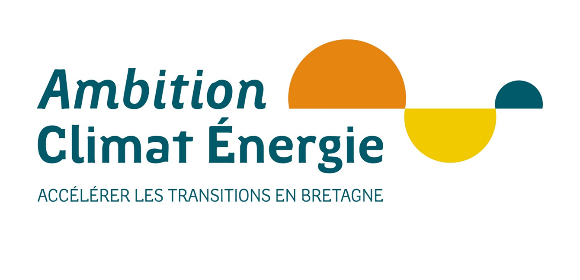 Ambition
Climat Énergie
ACCÉLÉRER LES TRANSITIONS EN BRETAGNE